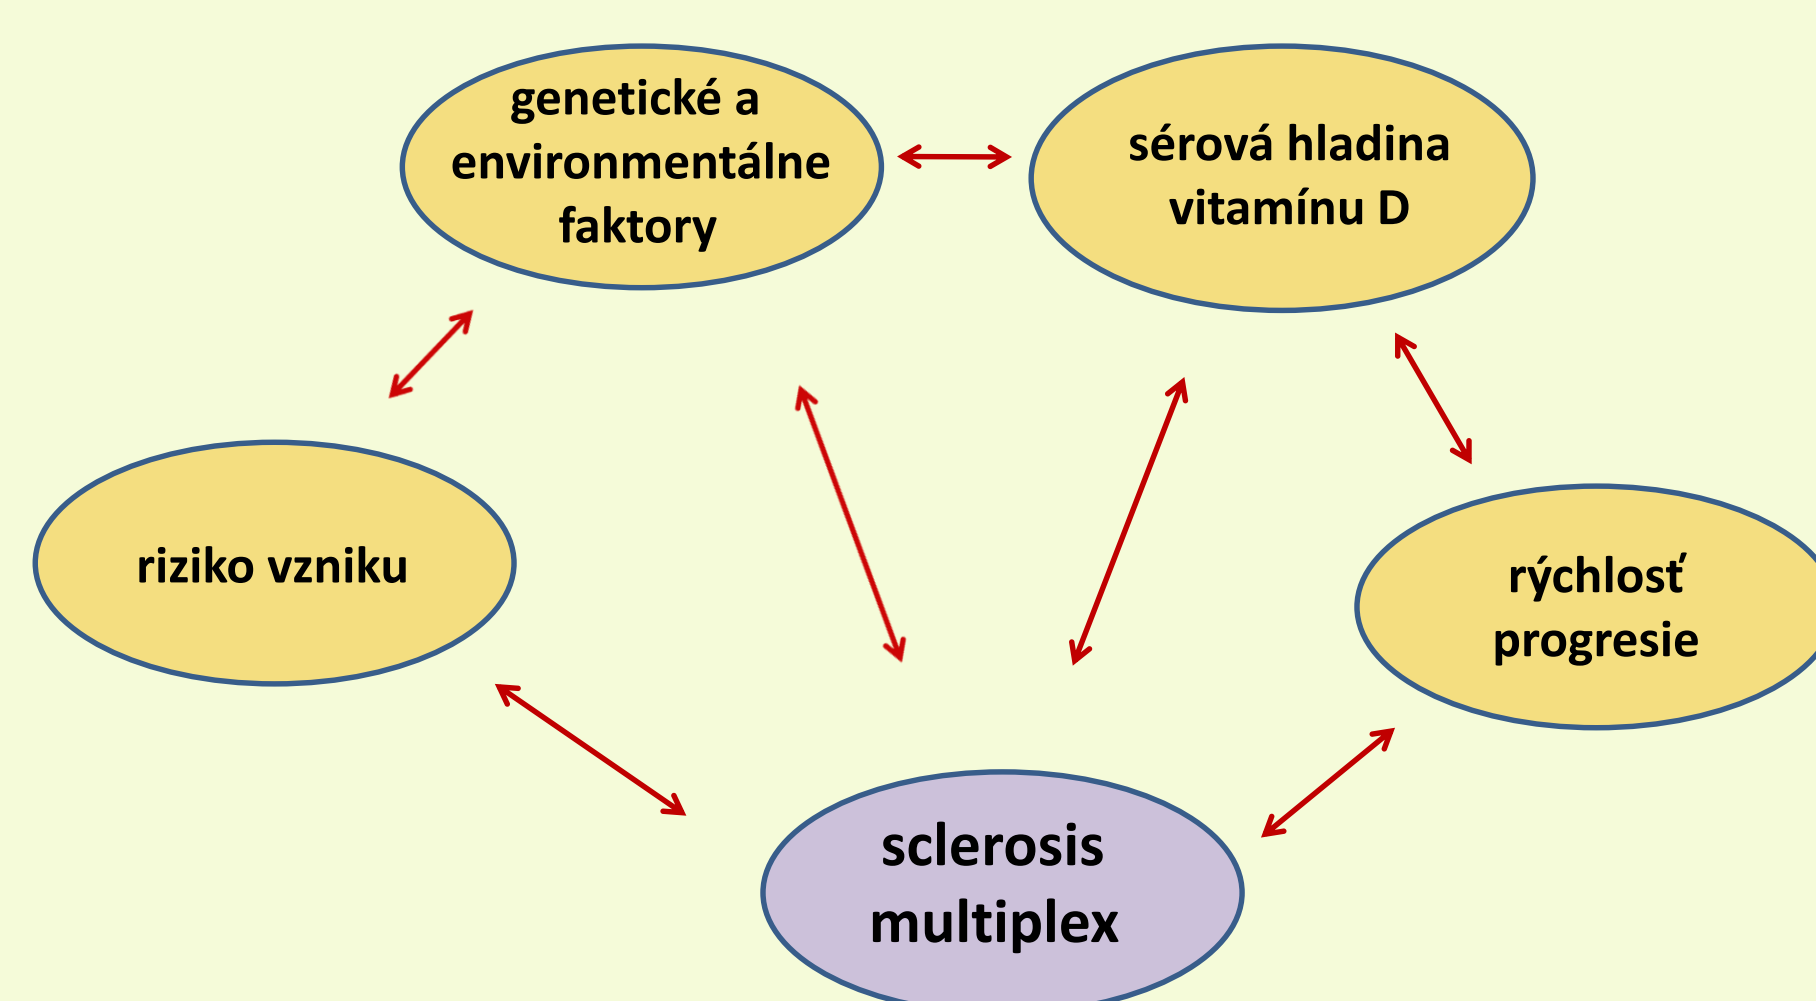 genetické a
environmentálne
faktory
sérová hladina
vitamínu D
riziko vzniku
rýchlosť
progresie
sclerosis
multiplex